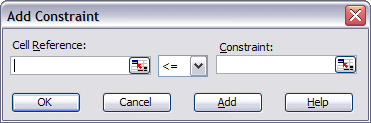 Add Constraint
Cell Reference: Constraint:
<=
OK Cancel Add Help